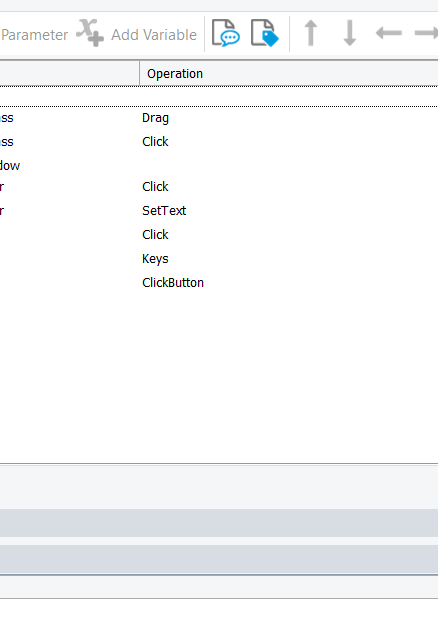 Parameter Add Variable
Operation
ss Drag
ss Click
dow
r Click
r SetText
Click
Keys
ClickButton